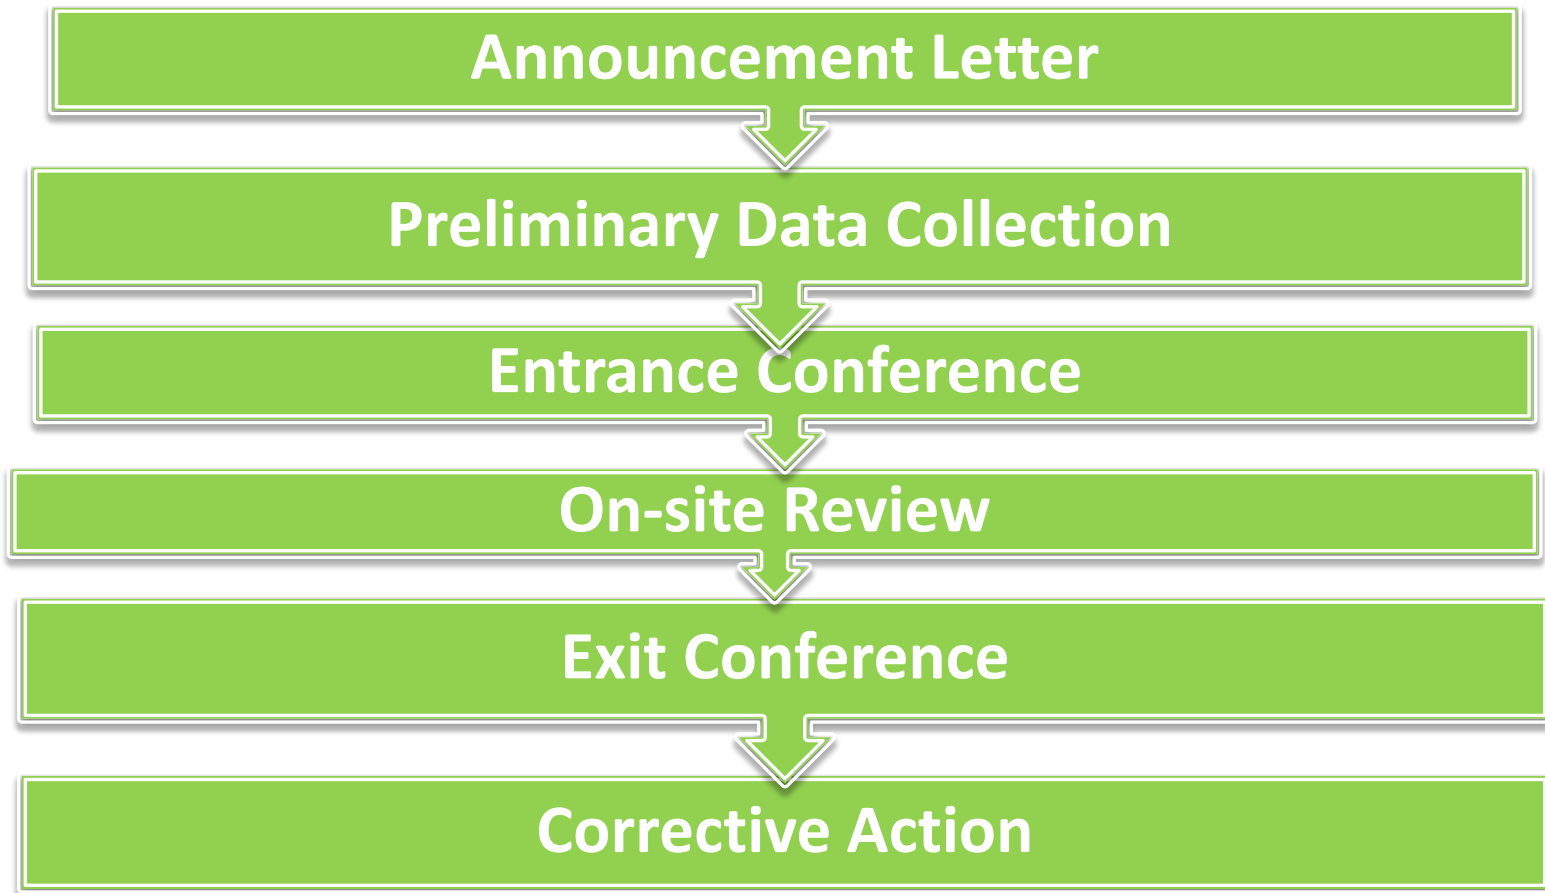 Announcement Letter
Preliminary Data Collection
Entrance Conference
On-site Review
Exit Conference
Corrective Action